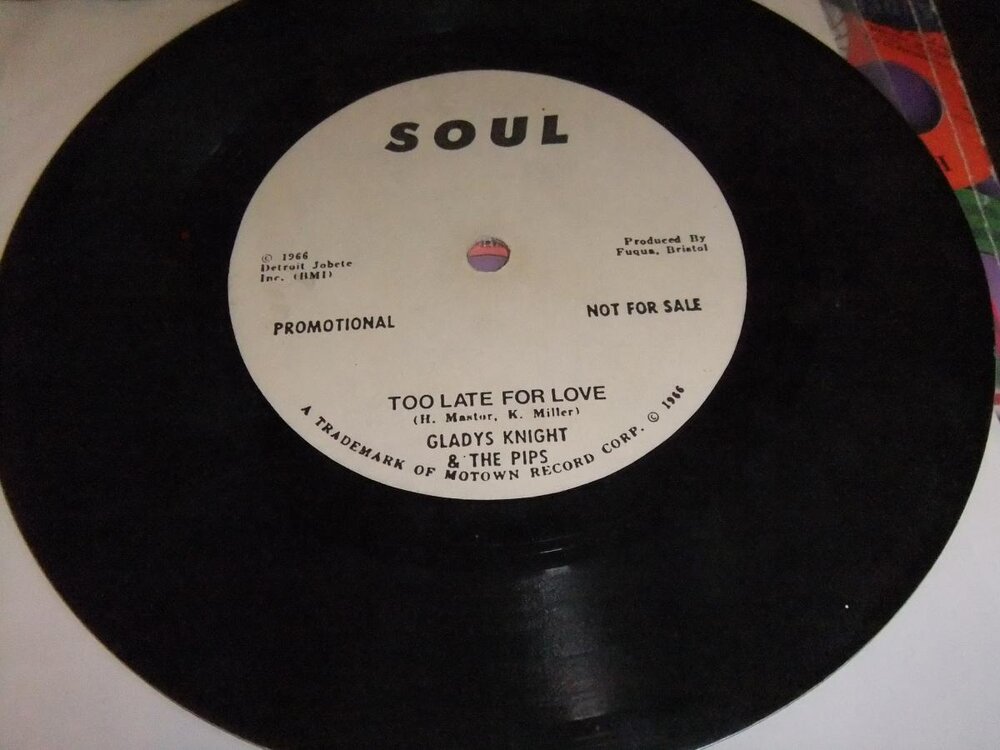 SOUL
© 1966
Detroit Jobete
Inc. (BMI)
Produced By
Fuqua, Bristol
PROMOTIONAL
NOT FOR SALE
TOO LATE FOR LOVE
(H. Mastor, K. Miller)
GLADYS KNIGHT
& THE PIPS
A TRADEMARK OF MOTOWN RECORD CORP. © 1966